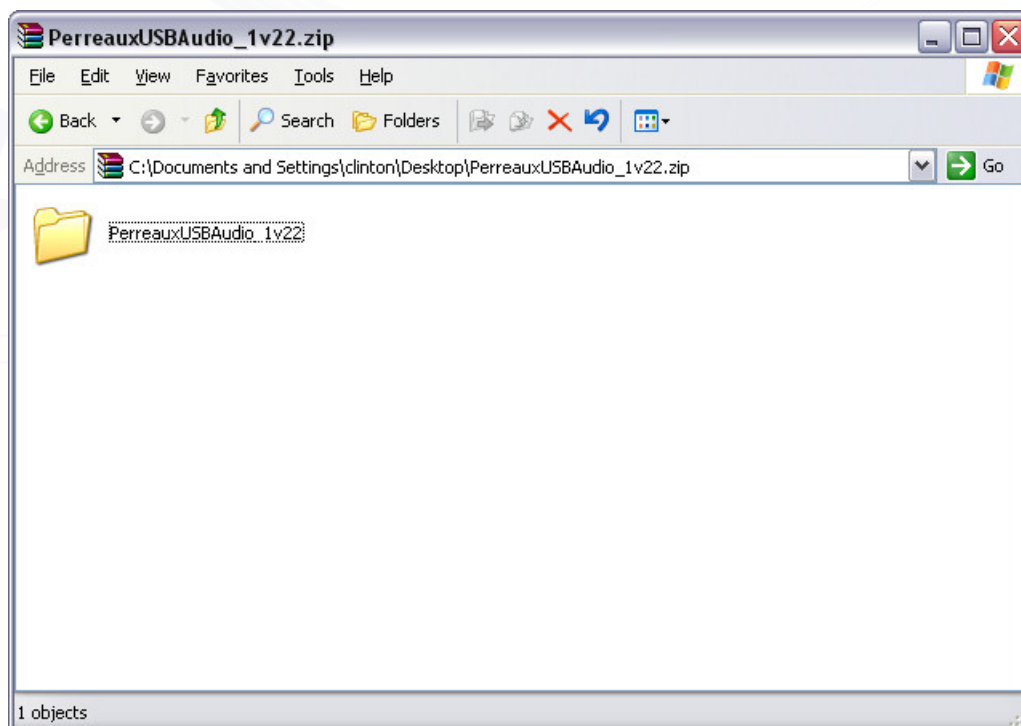 PerreauxUSBAudio_1v22.zip
File Edit View Favorites Tools Help
Back Search Folders
Address C:\Documents and Settings\clinton\Desktop\PerreauxUSBAudio_1v22.zip Go
PerreauxUSBAudio_1v22
1 objects